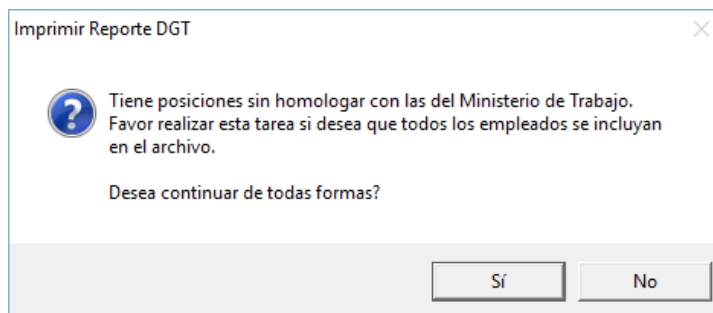 Imprimir Reporte DGT
Tiene posiciones sin homologar con las del Ministerio de Trabajo.
Favor realizar esta tarea si desea que todos los empleados se incluyan
en el archivo.
Desea continuar de todas formas?
Sí
No